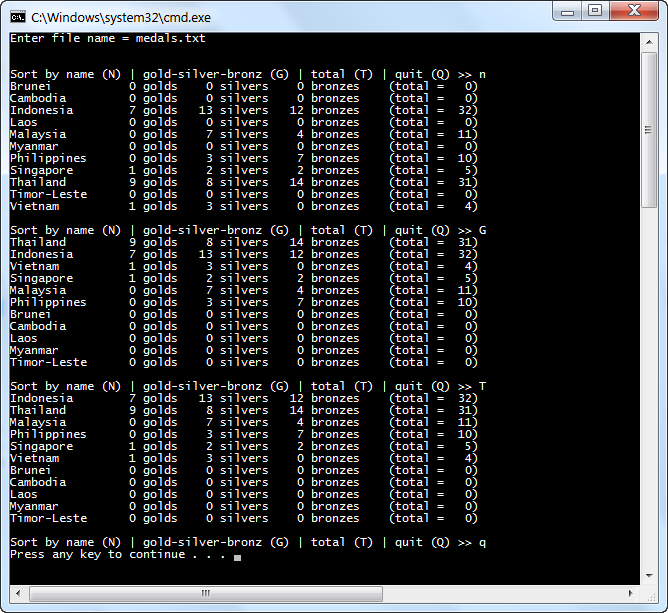 C:\Windows\system32\cmd.exe
Enter file name = medals.txt
Sort by name (N) | gold-silver-bronz (G) | total (T) | quit (Q) >> n
Brunei           0 golds    0 silvers    0 bronzes    (total =   0)
Cambodia         0 golds    0 silvers    0 bronzes    (total =   0)
Indonesia        7 golds   13 silvers   12 bronzes    (total =  32)
Laos             0 golds    0 silvers    0 bronzes    (total =   0)
Malaysia         0 golds    7 silvers    4 bronzes    (total =  11)
Myanmar          0 golds    0 silvers    0 bronzes    (total =   0)
Philippines      0 golds    3 silvers    7 bronzes    (total =  10)
Singapore        1 golds    2 silvers    2 bronzes    (total =   5)
Thailand         9 golds    8 silvers   14 bronzes    (total =  31)
Timor-Leste      0 golds    0 silvers    0 bronzes    (total =   0)
Vietnam          1 golds    3 silvers    0 bronzes    (total =   4)
Sort by name (N) | gold-silver-bronz (G) | total (T) | quit (Q) >> G
Thailand         9 golds    8 silvers   14 bronzes    (total =  31)
Indonesia        7 golds   13 silvers   12 bronzes    (total =  32)
Vietnam          1 golds    3 silvers    0 bronzes    (total =   4)
Singapore        1 golds    2 silvers    2 bronzes    (total =   5)
Malaysia         0 golds    7 silvers    4 bronzes    (total =  11)
Philippines      0 golds    3 silvers    7 bronzes    (total =  10)
Brunei           0 golds    0 silvers    0 bronzes    (total =   0)
Cambodia         0 golds    0 silvers    0 bronzes    (total =   0)
Laos             0 golds    0 silvers    0 bronzes    (total =   0)
Myanmar          0 golds    0 silvers    0 bronzes    (total =   0)
Timor-Leste      0 golds    0 silvers    0 bronzes    (total =   0)
Sort by name (N) | gold-silver-bronz (G) | total (T) | quit (Q) >> T
Indonesia        7 golds   13 silvers   12 bronzes    (total =  32)
Thailand         9 golds    8 silvers   14 bronzes    (total =  31)
Malaysia         0 golds    7 silvers    4 bronzes    (total =  11)
Philippines      0 golds    3 silvers    7 bronzes    (total =  10)
Singapore        1 golds    2 silvers    2 bronzes    (total =   5)
Vietnam          1 golds    3 silvers    0 bronzes    (total =   4)
Brunei           0 golds    0 silvers    0 bronzes    (total =   0)
Cambodia         0 golds    0 silvers    0 bronzes    (total =   0)
Laos             0 golds    0 silvers    0 bronzes    (total =   0)
Myanmar          0 golds    0 silvers    0 bronzes    (total =   0)
Timor-Leste      0 golds    0 silvers    0 bronzes    (total =   0)
Sort by name (N) | gold-silver-bronz (G) | total (T) | quit (Q) >> q
Press any key to continue . . .